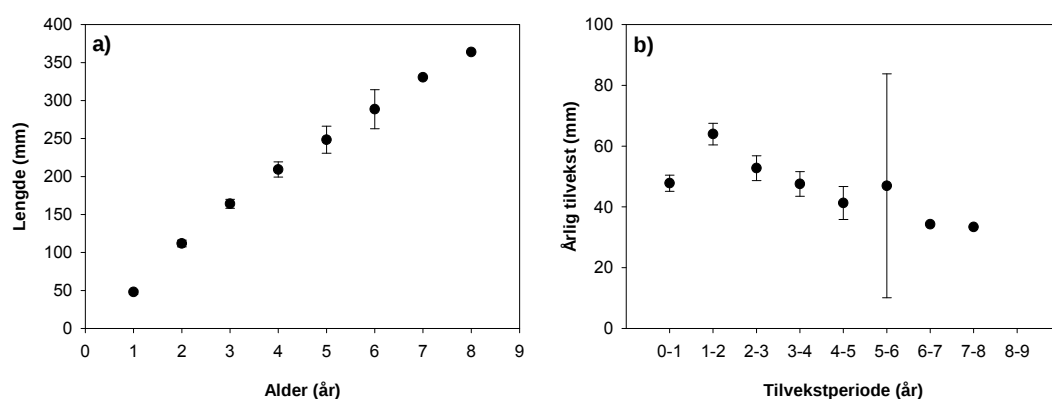 a)
Lengde (mm)
400
350
300
250
200
150
100
50
0
0 1 2 3 4 5 6 7 8 9
Alder (år)
b)
Årlig tilvekst (mm)
100
80
60
40
20
0
0-1 1-2 2-3 3-4 4-5 5-6 6-7 7-8 8-9
Tilvekstperiode (år)